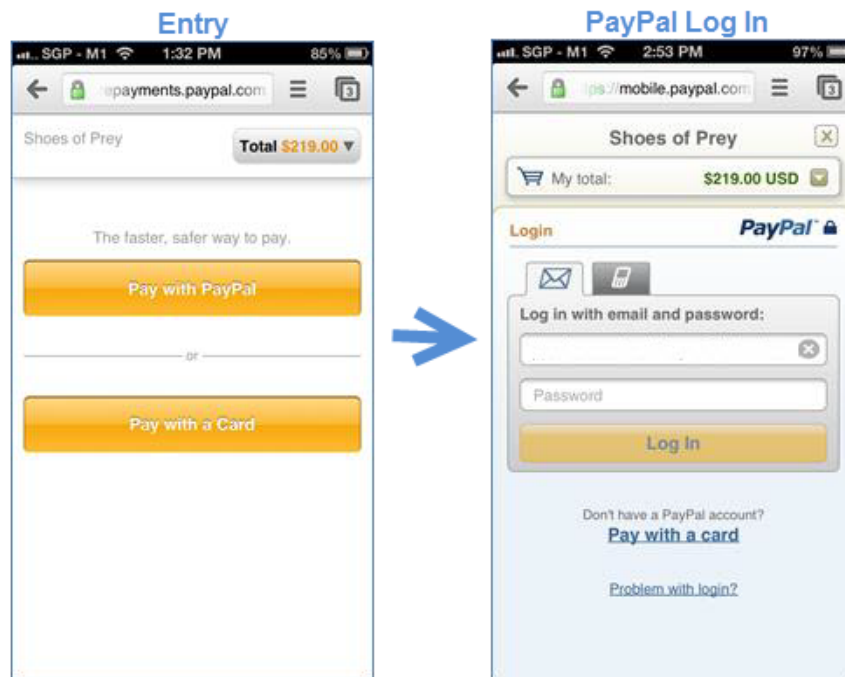 Entry
SGP - M1 1:32 PM 85%
payments.paypal.com 3
Shoes of Prey
Total $219.00
The faster, safer way to pay.
Pay with PayPal
or
Pay with a Card
PayPal Log In
SGP - M1 2:53 PM 97%
ps://mobile.paypal.com 3
Shoes of Prey
My total: $219.00 USD
Login PayPal™
Log in with email and password:
Password
Log In
Don't have a PayPal account?
Pay with a card
Problem with login?